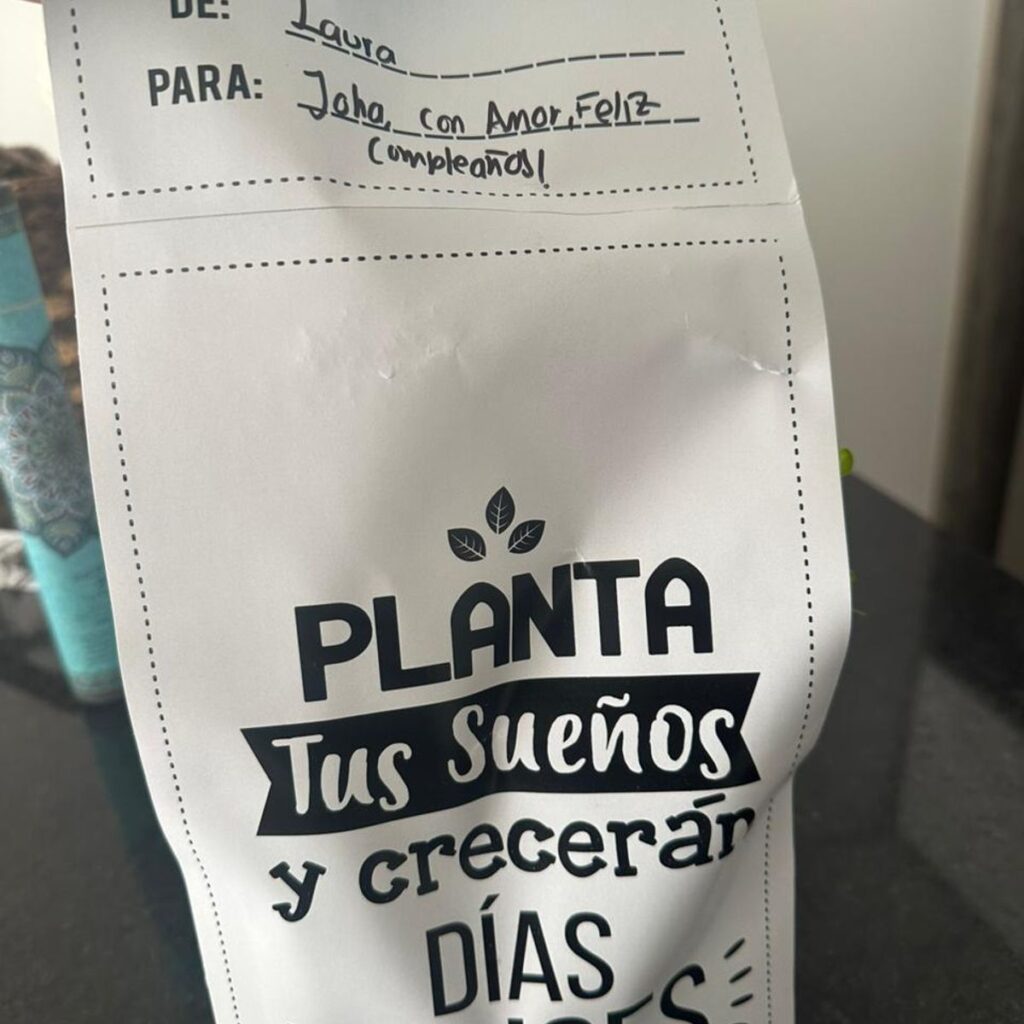 DE: Laura
PARA: Joha, con Amor, Feliz
Cumpleaños!
PLANTA
Tus Sueños
y crecerán
DÍAS